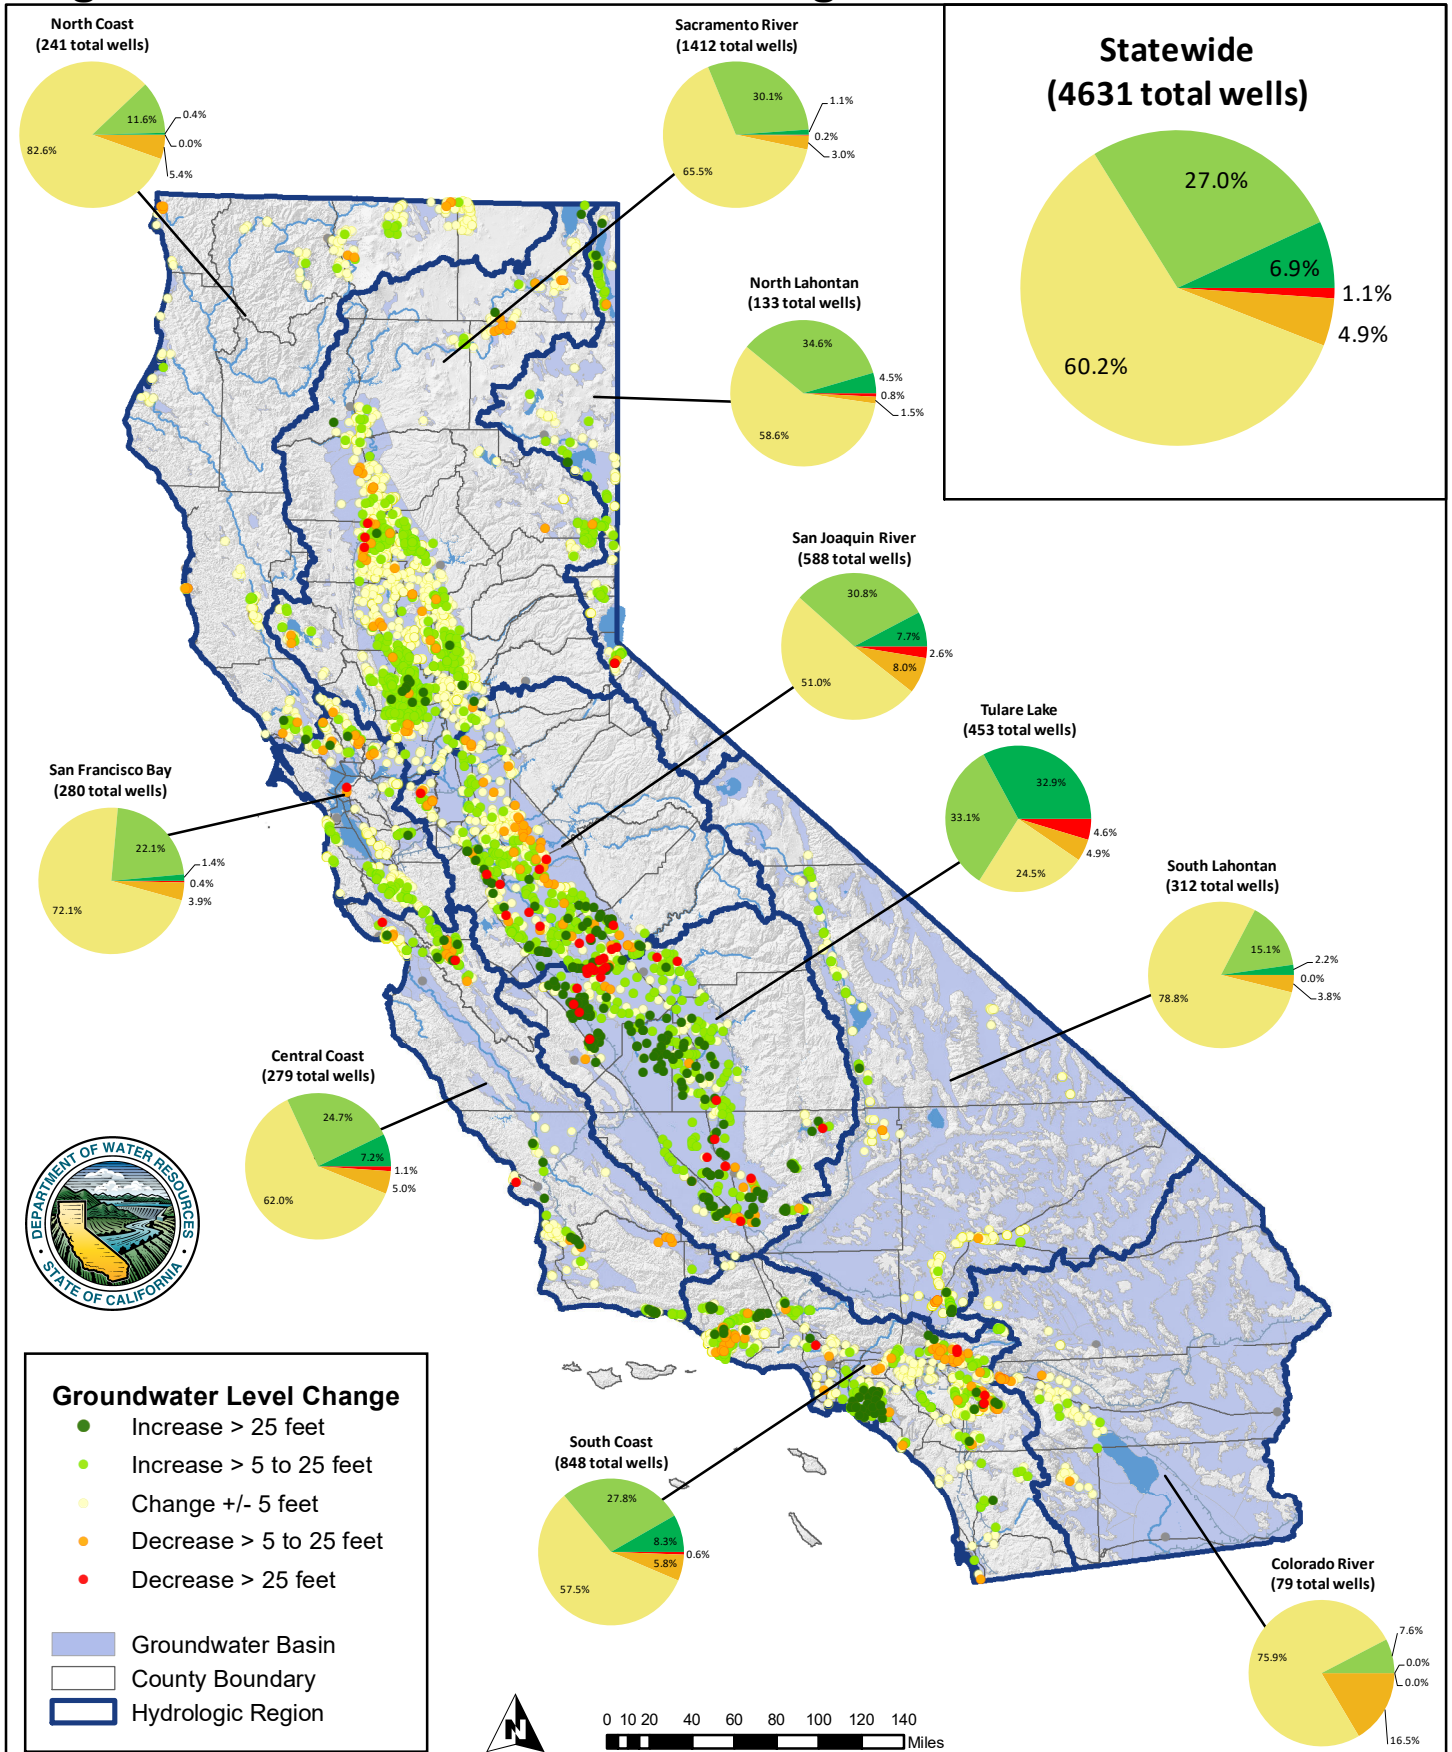 North Coast
(241 total wells)
11.6%
0.4%
0.0%
82.6%
5.4%
Sacramento River
(1412 total wells)
30.1%
1.1%
0.2%
3.0%
65.5%
Statewide
(4631 total wells)
27.0%
6.9%
1.1%
4.9%
60.2%
North Lahontan
(133 total wells)
34.6%
4.5%
0.8%
1.5%
58.6%
San Joaquin River
(588 total wells)
30.8%
7.7%
2.6%
8.0%
51.0%
Tulare Lake
(453 total wells)
32.9%
33.1%
4.6%
4.9%
24.5%
San Francisco Bay
(280 total wells)
22.1%
1.4%
0.4%
3.9%
72.1%
South Lahontan
(312 total wells)
15.1%
2.2%
0.0%
3.8%
78.8%
Central Coast
(279 total wells)
24.7%
7.2%
1.1%
5.0%
62.0%
DEPARTMENT OF WATER RESOURCES
STATE OF CALIFORNIA
Groundwater Level Change
Increase > 25 feet
Increase > 5 to 25 feet
Change +/- 5 feet
Decrease > 5 to 25 feet
Decrease > 25 feet
Groundwater Basin
County Boundary
Hydrologic Region
South Coast
(848 total wells)
27.8%
8.3%
0.6%
5.8%
57.5%
Colorado River
(79 total wells)
7.6%
75.9%
0.0%
0.0%
16.5%
N
0 10 20 40 60 80 100 120 140
Miles